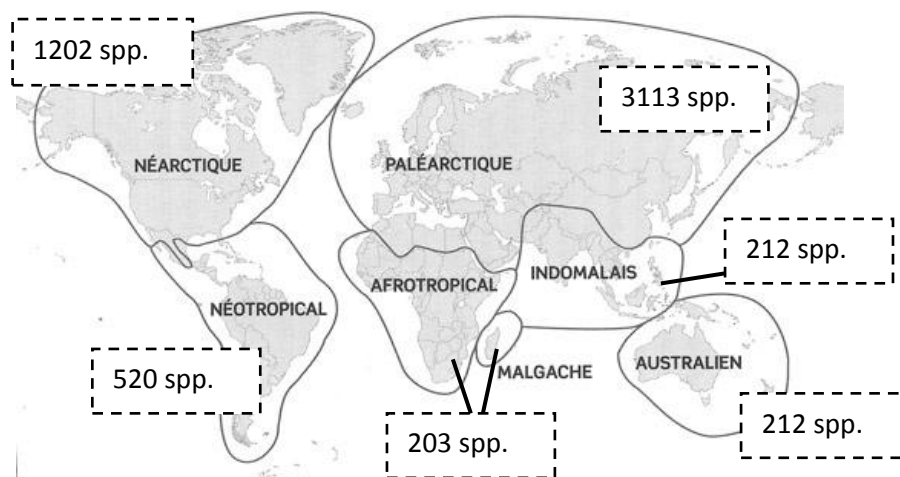 1202 spp.
3113 spp.
NÉARCTIQUE
PALÉARCTIQUE
212 spp.
INDOMALAIS
AFROTROPICAL
NÉOTROPICAL
520 spp.
MALGACHE
AUSTRALIEN
203 spp.
212 spp.